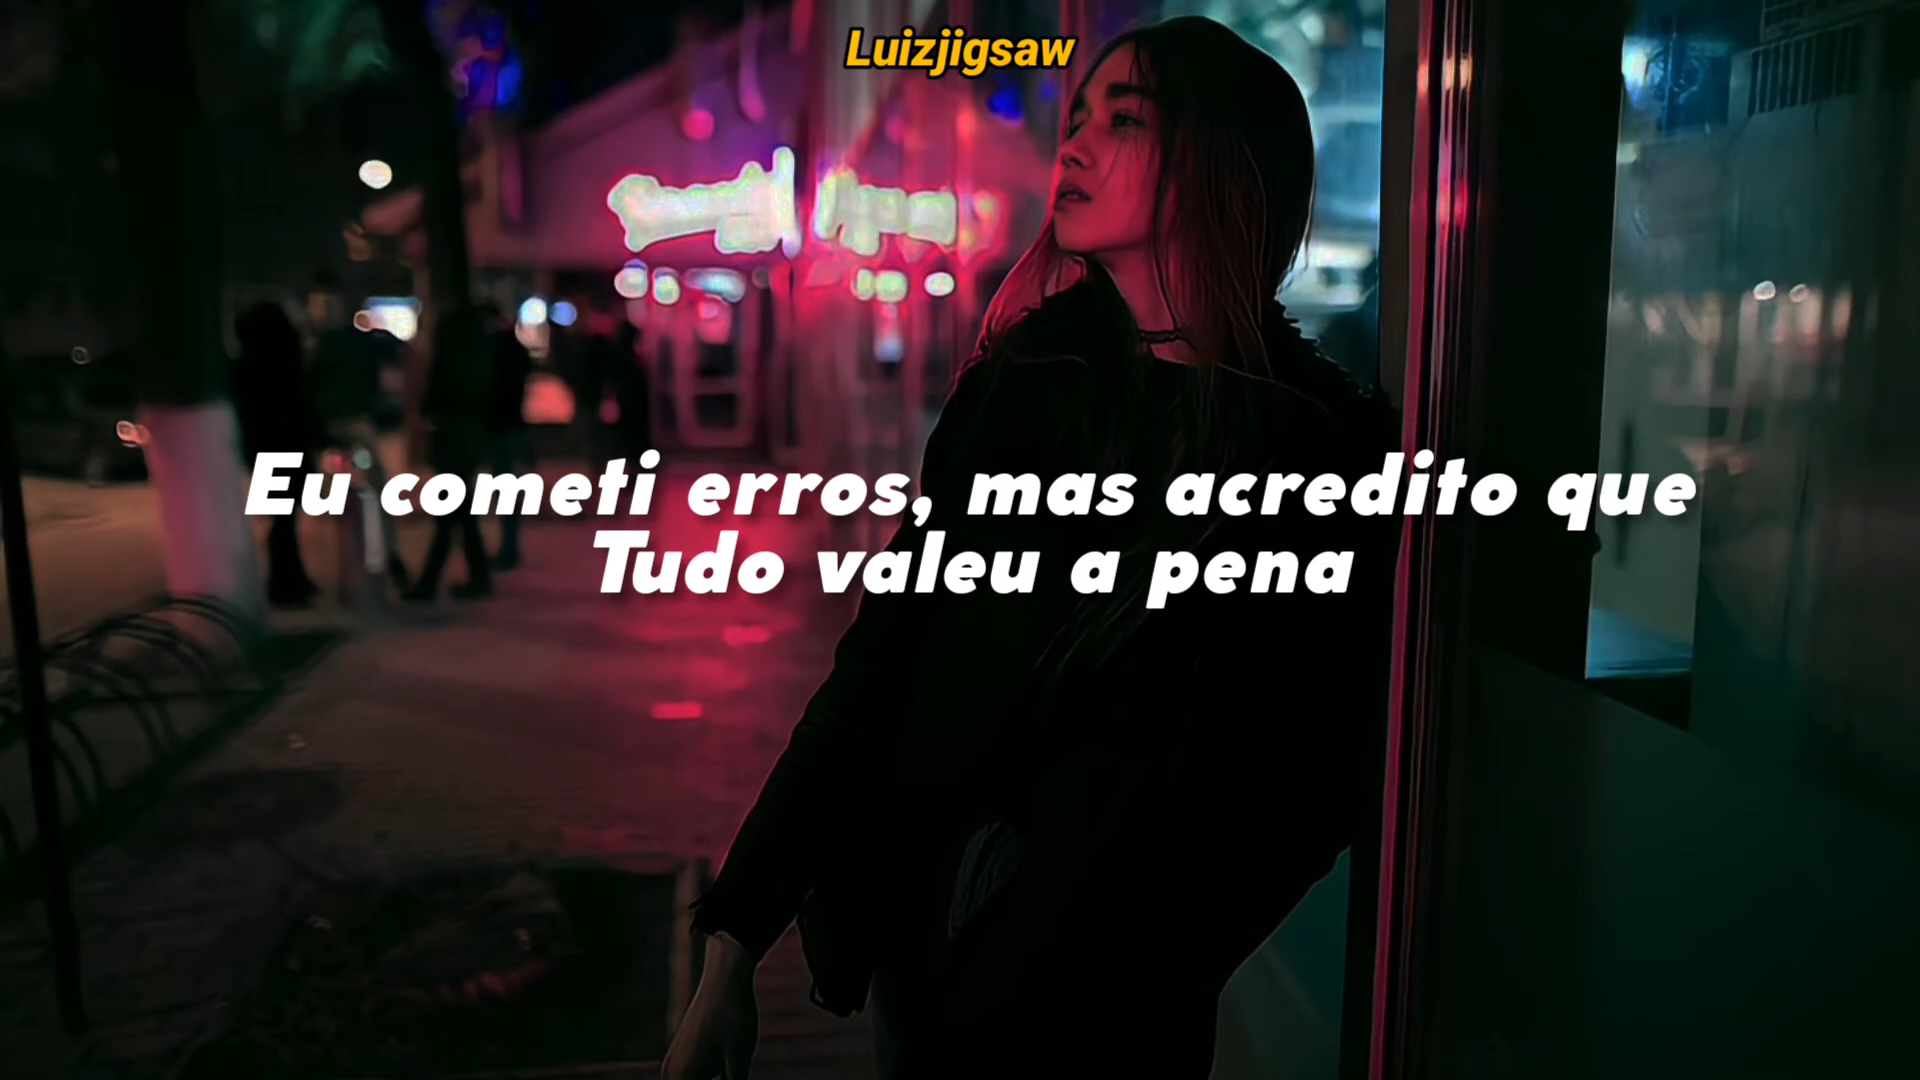 Luizjigsaw
Eu cometi erros, mas acredito que
Tudo valeu a pena